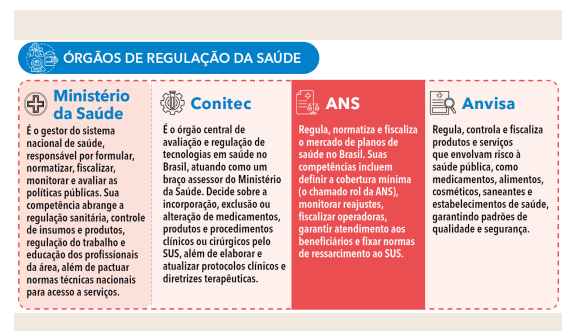 ÓRGÃOS DE REGULAÇÃO DA SAÚDE
Ministério
da Saúde
É o gestor do sistema
nacional de saúde,
responsável por formular,
normatizar, fiscalizar,
monitorar e avaliar as
políticas públicas. Sua
competência abrange a
regulação sanitária, controle
de insumos e produtos,
regulação do trabalho e
educação dos profissionais
da área, além de pactuar
normas técnicas nacionais
para acesso a serviços.
Conitec
É o órgão central de
avaliação e regulação de
tecnologias em saúde no
Brasil, atuando como um
braço assessor do Ministério
da Saúde. Decide sobre a
incorporação, exclusão ou
alteração de medicamentos,
produtos e procedimentos
clínicos ou cirúrgicos pelo
SUS, além de elaborar e
atualizar protocolos clínicos e
diretrizes terapêuticas.
ANS
Regula, normatiza e fiscaliza
o mercado de planos de
saúde no Brasil. Suas
competências incluem
definir a cobertura mínima
(o chamado rol da ANS),
monitorar reajustes,
fiscalizar operadoras,
garantir atendimento aos
beneficiários e fixar normas
de ressarcimento ao SUS.
Anvisa
Regula, controla e fiscaliza
produtos e serviços
que envolvam risco à
saúde pública, como
medicamentos, alimentos,
cosméticos, saneantes e
estabelecimentos de saúde,
garantindo padrões de
qualidade e segurança.